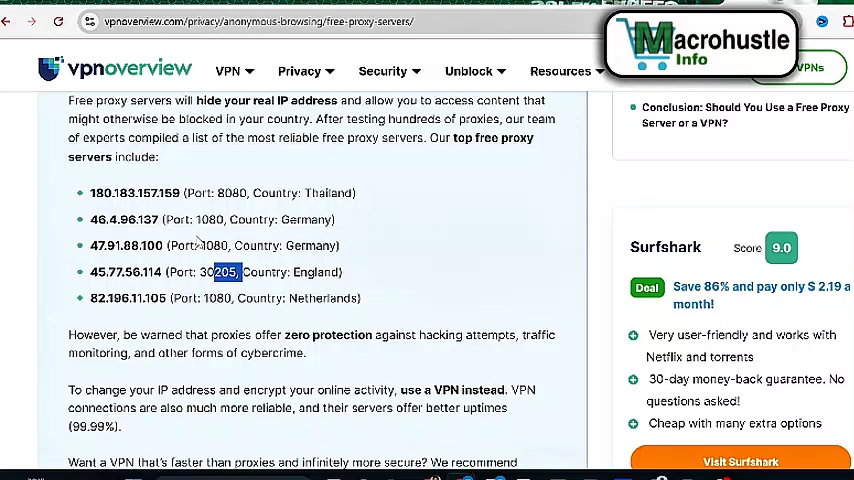 vpnoverview.com/privacy/anonymous-browsing/free-proxy-servers/
Macrohustle
Info
vpnoverview
VPN
Privacy
Security
Unblock
Resources
VPNs
Free proxy servers will hide your real IP address and allow you to access content that
might otherwise be blocked in your country. After testing hundreds of proxies, our team
of experts compiled a list of the most reliable free proxy servers. Our top free proxy
servers include:
180.183.157.159 (Port: 8080, Country: Thailand)
46.4.96.137 (Port: 1080, Country: Germany)
47.91.88.100 (Port: 1080, Country: Germany)
45.77.56.114 (Port: 30205, Country: England)
82.196.11.105 (Port: 1080, Country: Netherlands)
However, be warned that proxies offer zero protection against hacking attempts, traffic
monitoring, and other forms of cybercrime.
To change your IP address and encrypt your online activity, use a VPN instead. VPN
connections are also much more reliable, and their servers offer better uptimes
(99.99%).
Want a VPN that's faster than proxies and infinitely more secure? We recommend
Conclusion: Should You Use a Free Proxy
Server or a VPN?
Surfshark
Score 9.0
Deal
Save 86% and pay only $ 2.19 a
month!
Very user-friendly and works with
Netflix and torrents
30-day money-back guarantee. No
questions asked!
Cheap with many extra options
Visit Surfshark